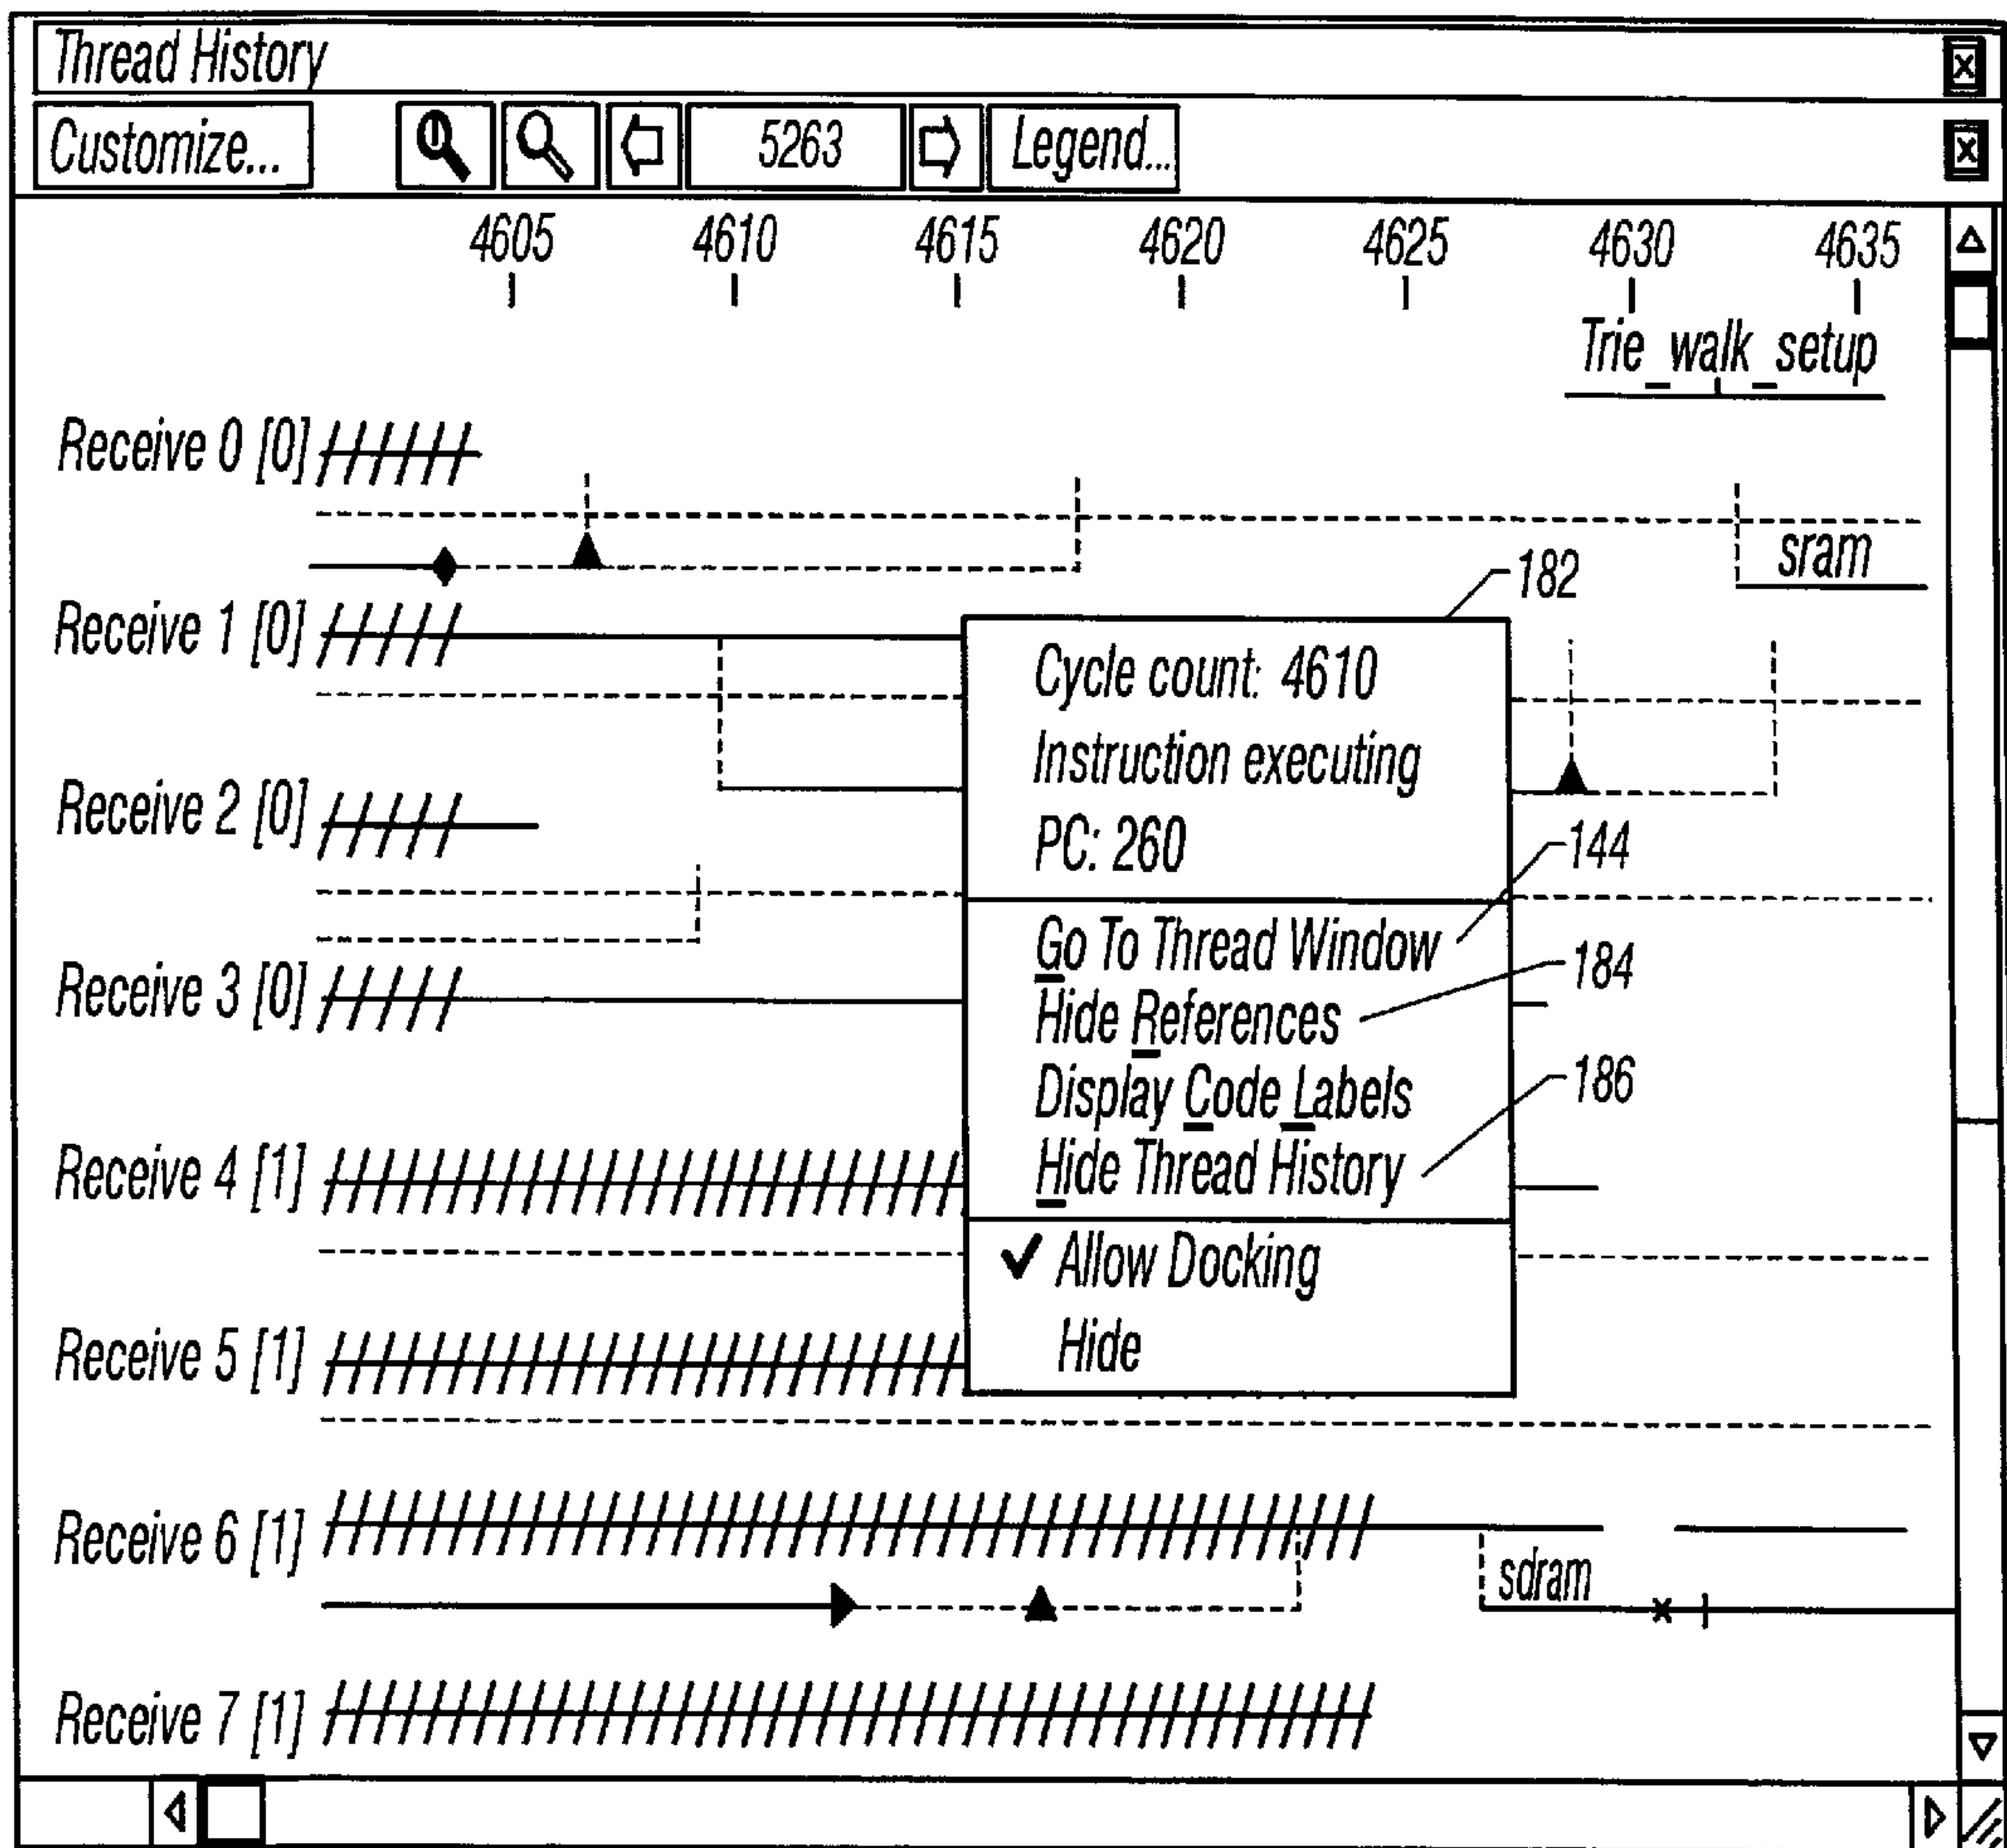 Thread History
Customize... 5263 Legend...
4605 4610 4615 4620 4625 4630 4635
Trie_walk_setup
Receive 0 [0]
sram
182
Receive 1 [0]
Cycle count: 4610
Instruction executing
Receive 2 [0]
PC: 260
144
Go To Thread Window
184
Receive 3 [0]
Hide References
Display Code Labels
186
Receive 4 [1]
Hide Thread History
✓ Allow Docking
Receive 5 [1]
Hide
Receive 6 [1]
sdram
Receive 7 [1]